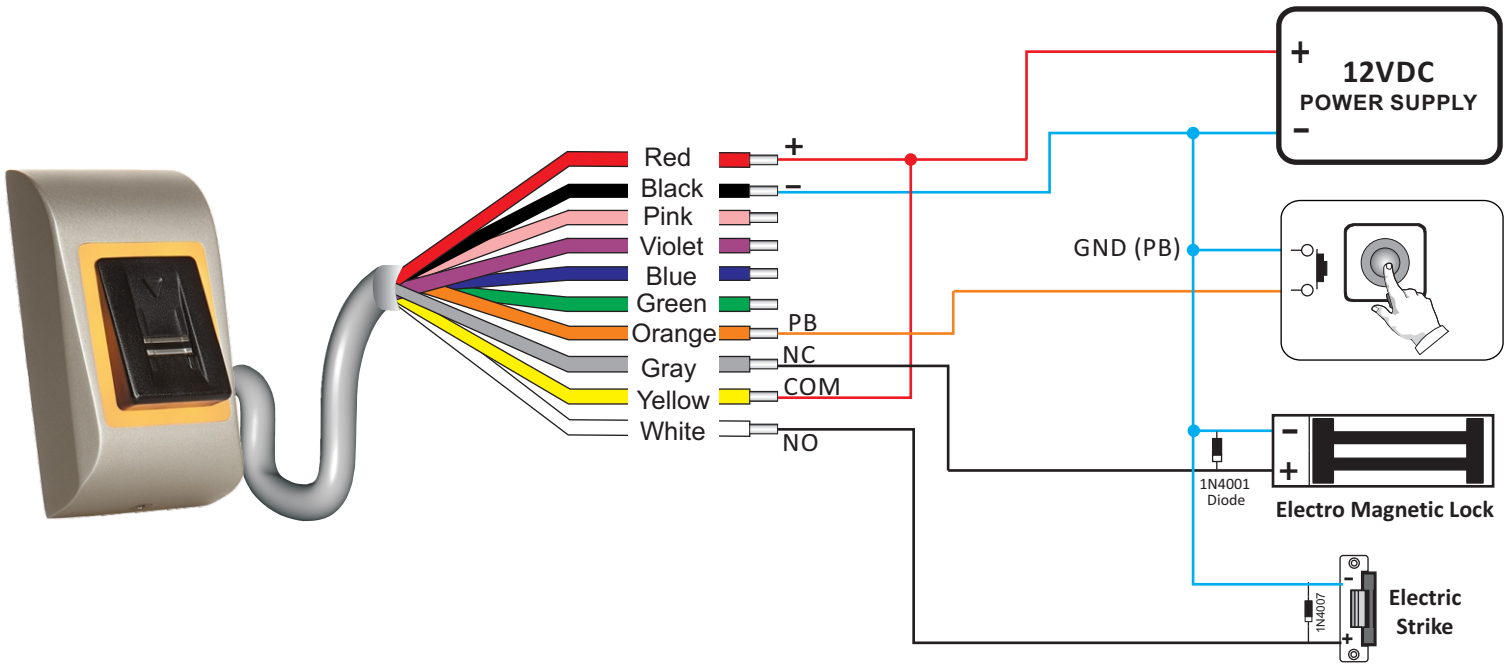 +
12VDC
POWER SUPPLY
-
Red
+
Black
-
Pink
Violet
Blue
Green
Orange
PB
Gray
NC
Yellow
COM
White
NO
GND (PB)
-
+
1N4001
Diode
Electro Magnetic Lock
-
1N4007
+
Electric
Strike